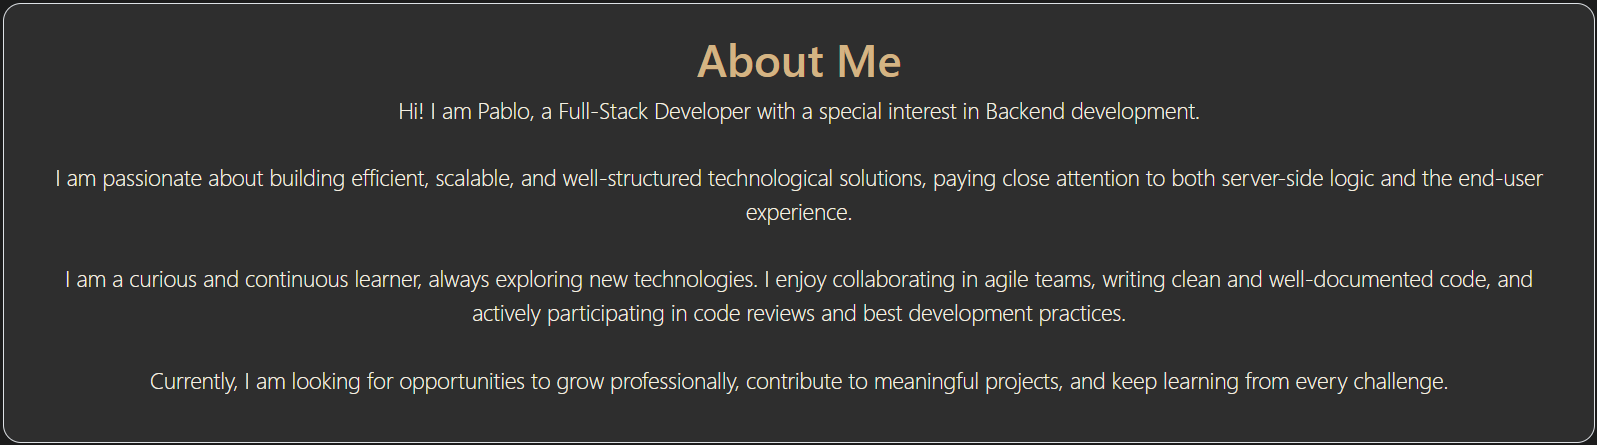 About Me
Hi! I am Pablo, a Full-Stack Developer with a special interest in Backend development.
I am passionate about building efficient, scalable, and well-structured technological solutions, paying close attention to both server-side logic and the end-user
experience.
I am a curious and continuous learner, always exploring new technologies. I enjoy collaborating in agile teams, writing clean and well-documented code, and
actively participating in code reviews and best development practices.
Currently, I am looking for opportunities to grow professionally, contribute to meaningful projects, and keep learning from every challenge.